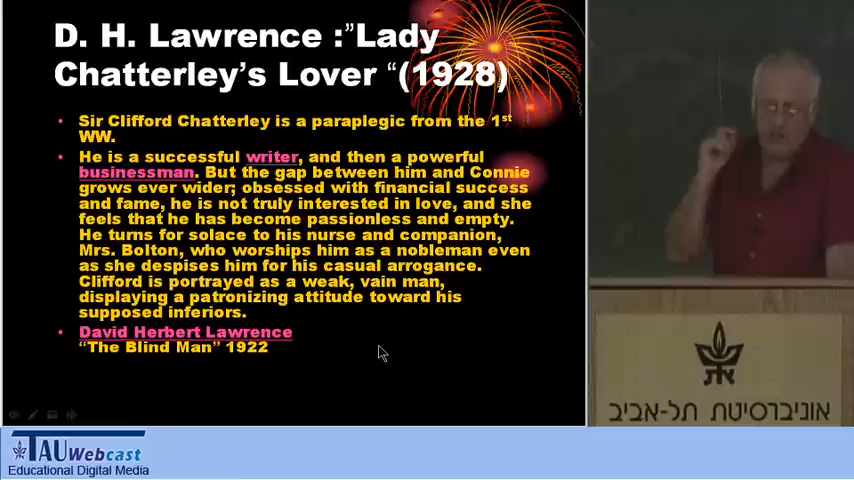 D. H. Lawrence :”Lady
Chatterley’s Lover “(1928)
• Sir Clifford Chatterley is a paraplegic from the 1st
WW.
• He is a successful writer, and then a powerful
businessman. But the gap between him and Connie
grows ever wider; obsessed with financial success
and fame, he is not truly interested in love, and she
feels that he has become passionless and empty.
He turns for solace to his nurse and companion,
Mrs. Bolton, who worships him as a nobleman even
as she despises him for his casual arrogance.
Clifford is portrayed as a weak, vain man,
displaying a patronizing attitude toward his
supposed inferiors.
• David Herbert Lawrence
“The Blind Man” 1922
אוניברסיטת תל-אביב
TAU Webcast
Educational Digital Media